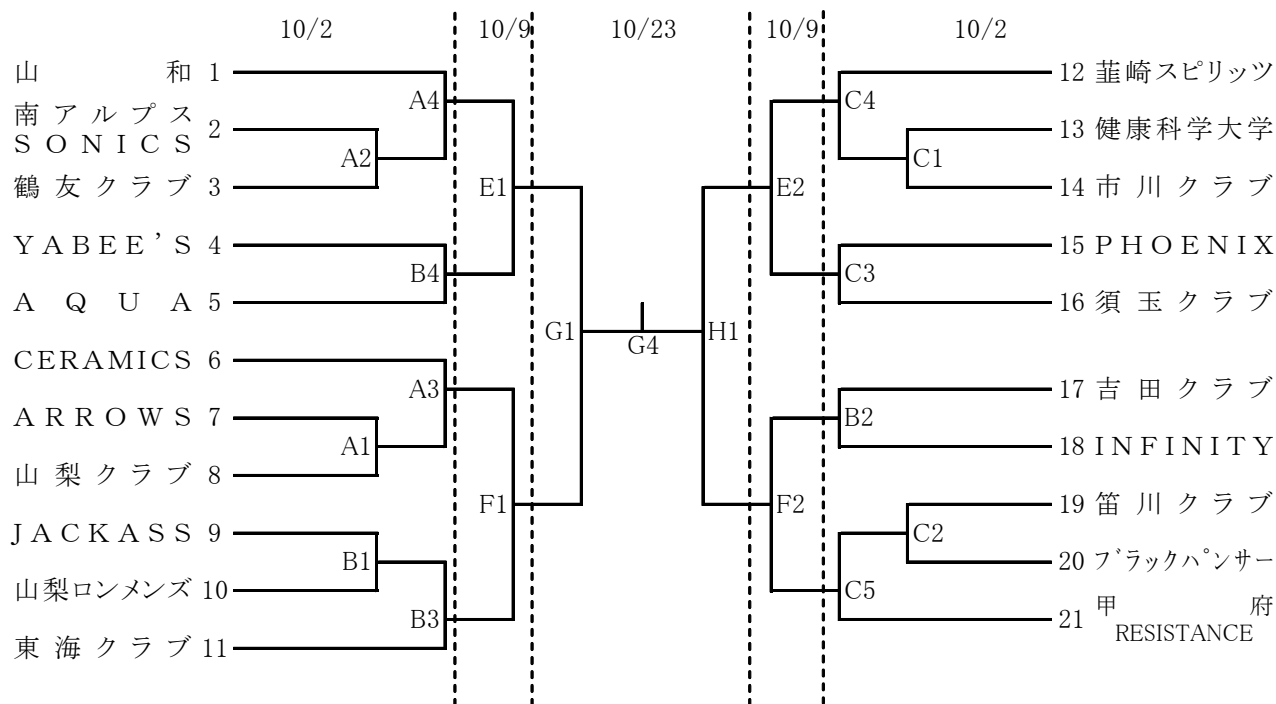 10/2 10/9 10/23 10/9 10/2
山和 1
12 韮崎スピリッツ
A4
C4
南アルプス
SONICS 2
13 健康科学大学
A2
C1
鶴友クラブ 3
E1
E2
14 市川クラブ
YABEE'S 4
15 PHOENIX
B4
C3
AQUA 5
16 須玉クラブ
G1
G4
H1
CERAMICS 6
A3
17 吉田クラブ
ARROWS 7
B2
A1
18 INFINITY
山梨クラブ 8
F1
F2
19 笛川クラブ
JACKASS 9
C2
B1
20 ブラックパンサー
山梨ロンメンズ 10
C5
B3
21 甲府
RESISTANCE
東海クラブ 11